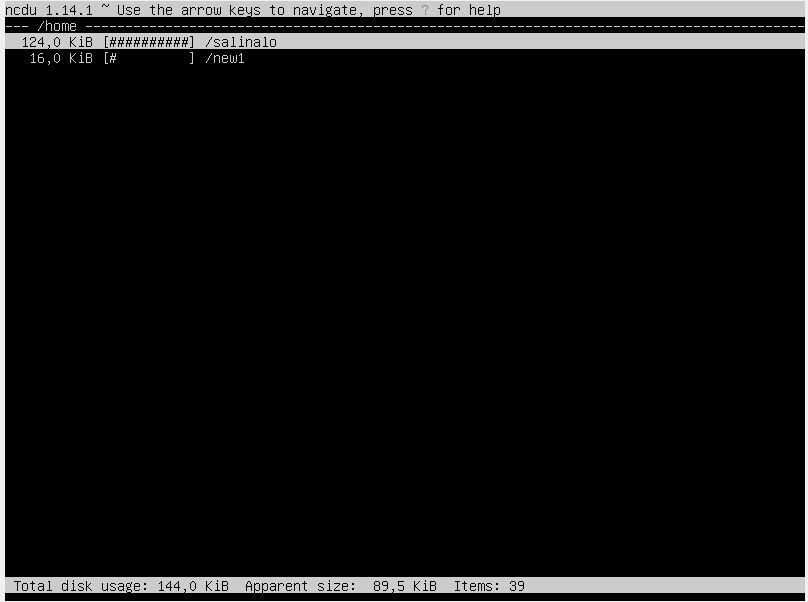 ncdu 1.14.1 ~ Use the arrow keys to navigate, press ? for help
--- /home ------------------------------------------------------------------------------------------
  124,0 KiB [##########] /salinalo
   16,0 KiB [#         ] /new1
 Total disk usage: 144,0 KiB  Apparent size:  89,5 KiB  Items: 39